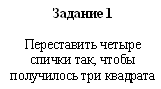 Задание 1
Переставить четыре
спички так, чтобы
получилось три квадрата